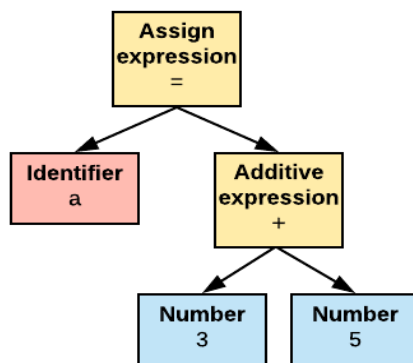 Assign
expression
=
Identifier
a
Additive
expression
+
Number
3
Number
5